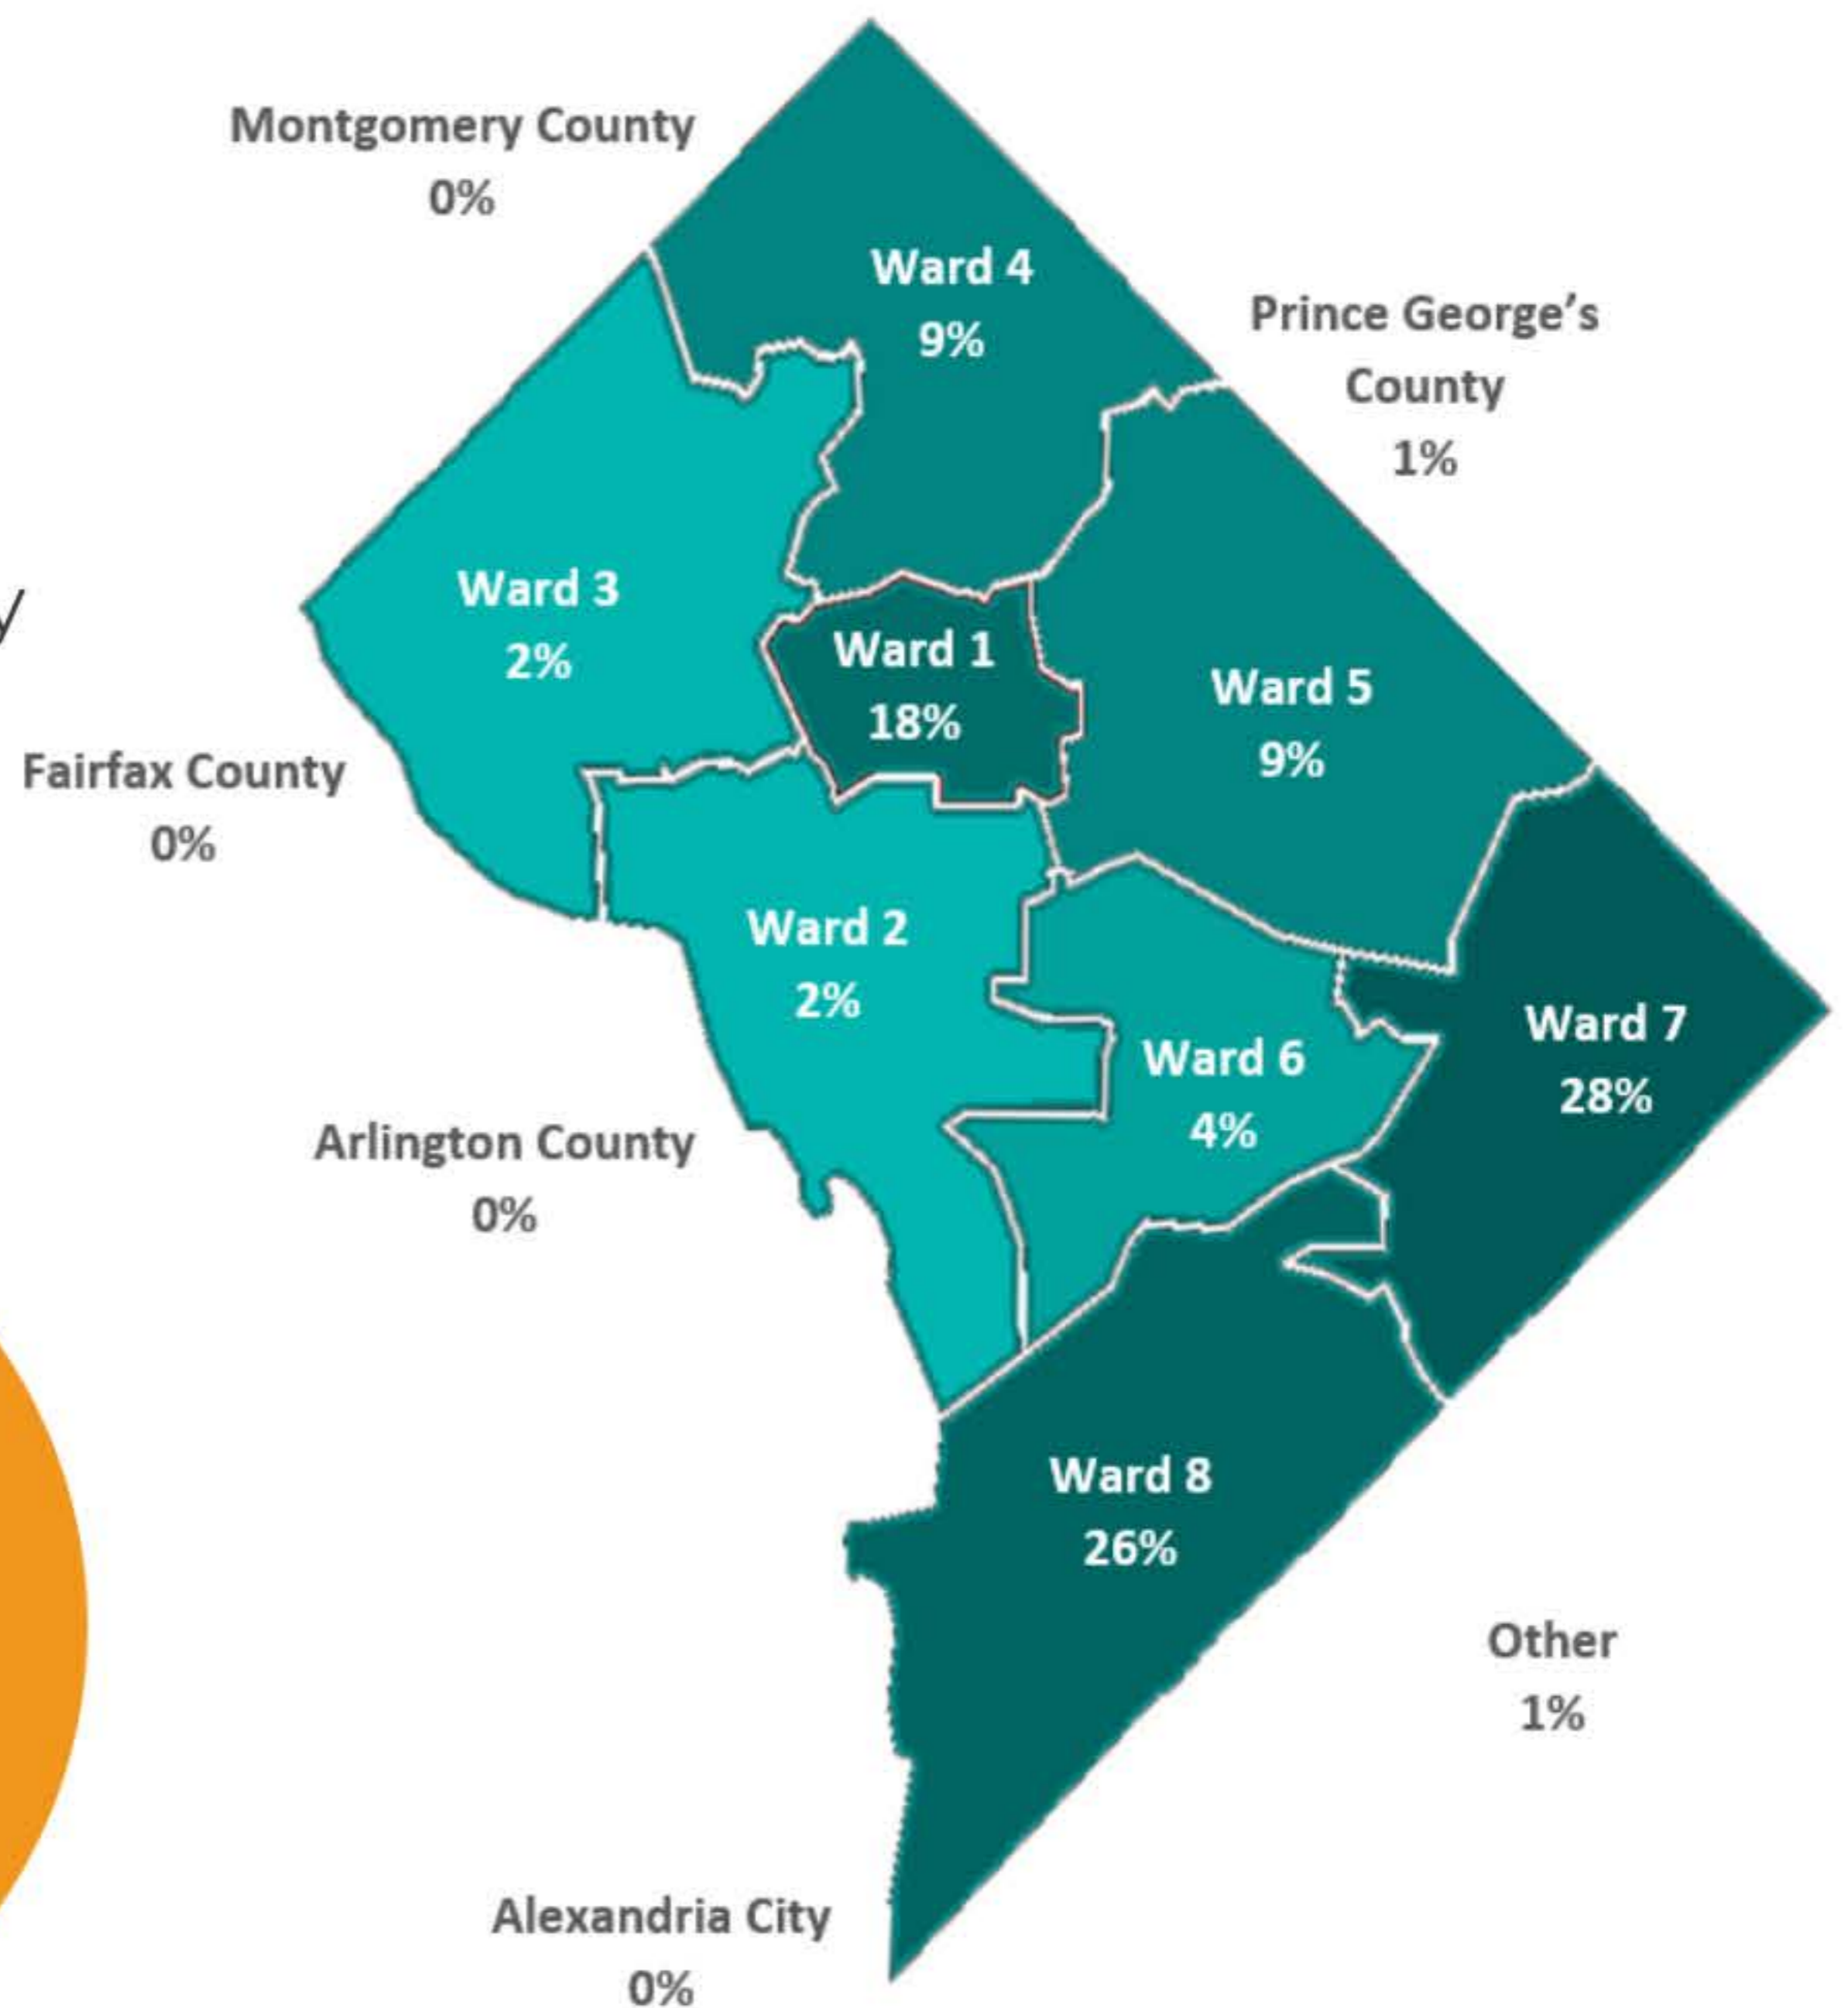 Montgomery County
0%
Ward 4
9%
Prince George’s
County
1%
Ward 3
2%
Ward 1
18%
Ward 5
9%
Fairfax County
0%
Ward 2
2%
Ward 6
4%
Ward 7
28%
Arlington County
0%
Ward 8
26%
Other
1%
Alexandria City
0%